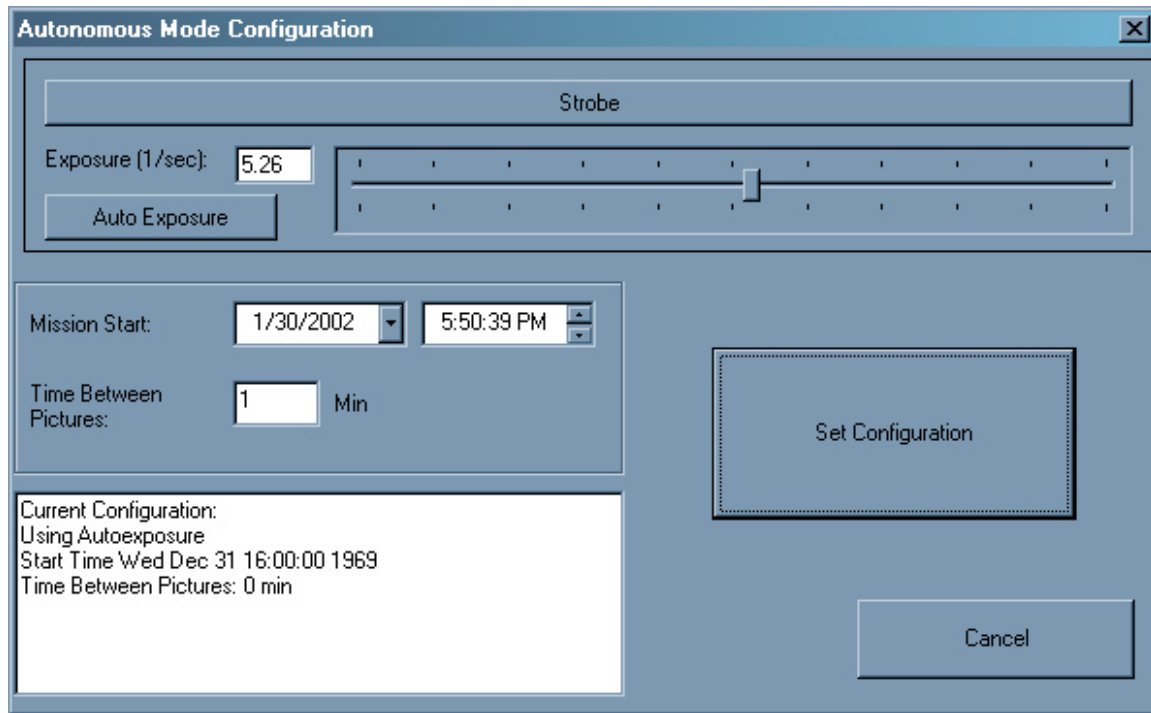 Autonomous Mode Configuration
Strobe
Exposure (1/sec): 5.26
Auto Exposure
Mission Start: 1/30/2002 5:50:39 PM
Time Between
Pictures:
1 Min
Set Configuration
Current Configuration:
Using Autoexposure
Start Time Wed Dec 31 16:00:00 1969
Time Between Pictures: 0 min
Cancel